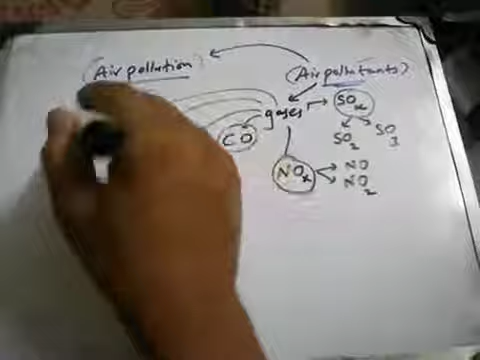 (Air pollution)
(Air pollutants)
gases
SOx
SO2
SO3
CO
NOx
NO
NO2